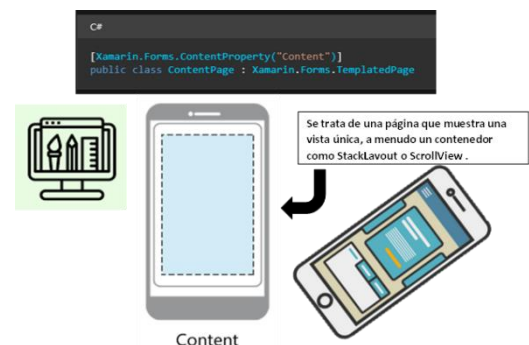 C#
[Xamarin.Forms.ContentProperty("Content")]
public class ContentPage : Xamarin.Forms.TemplatedPage
Se trata de una página que muestra una
vista única, a menudo un contenedor
como StackLayout o ScrollView .
Content